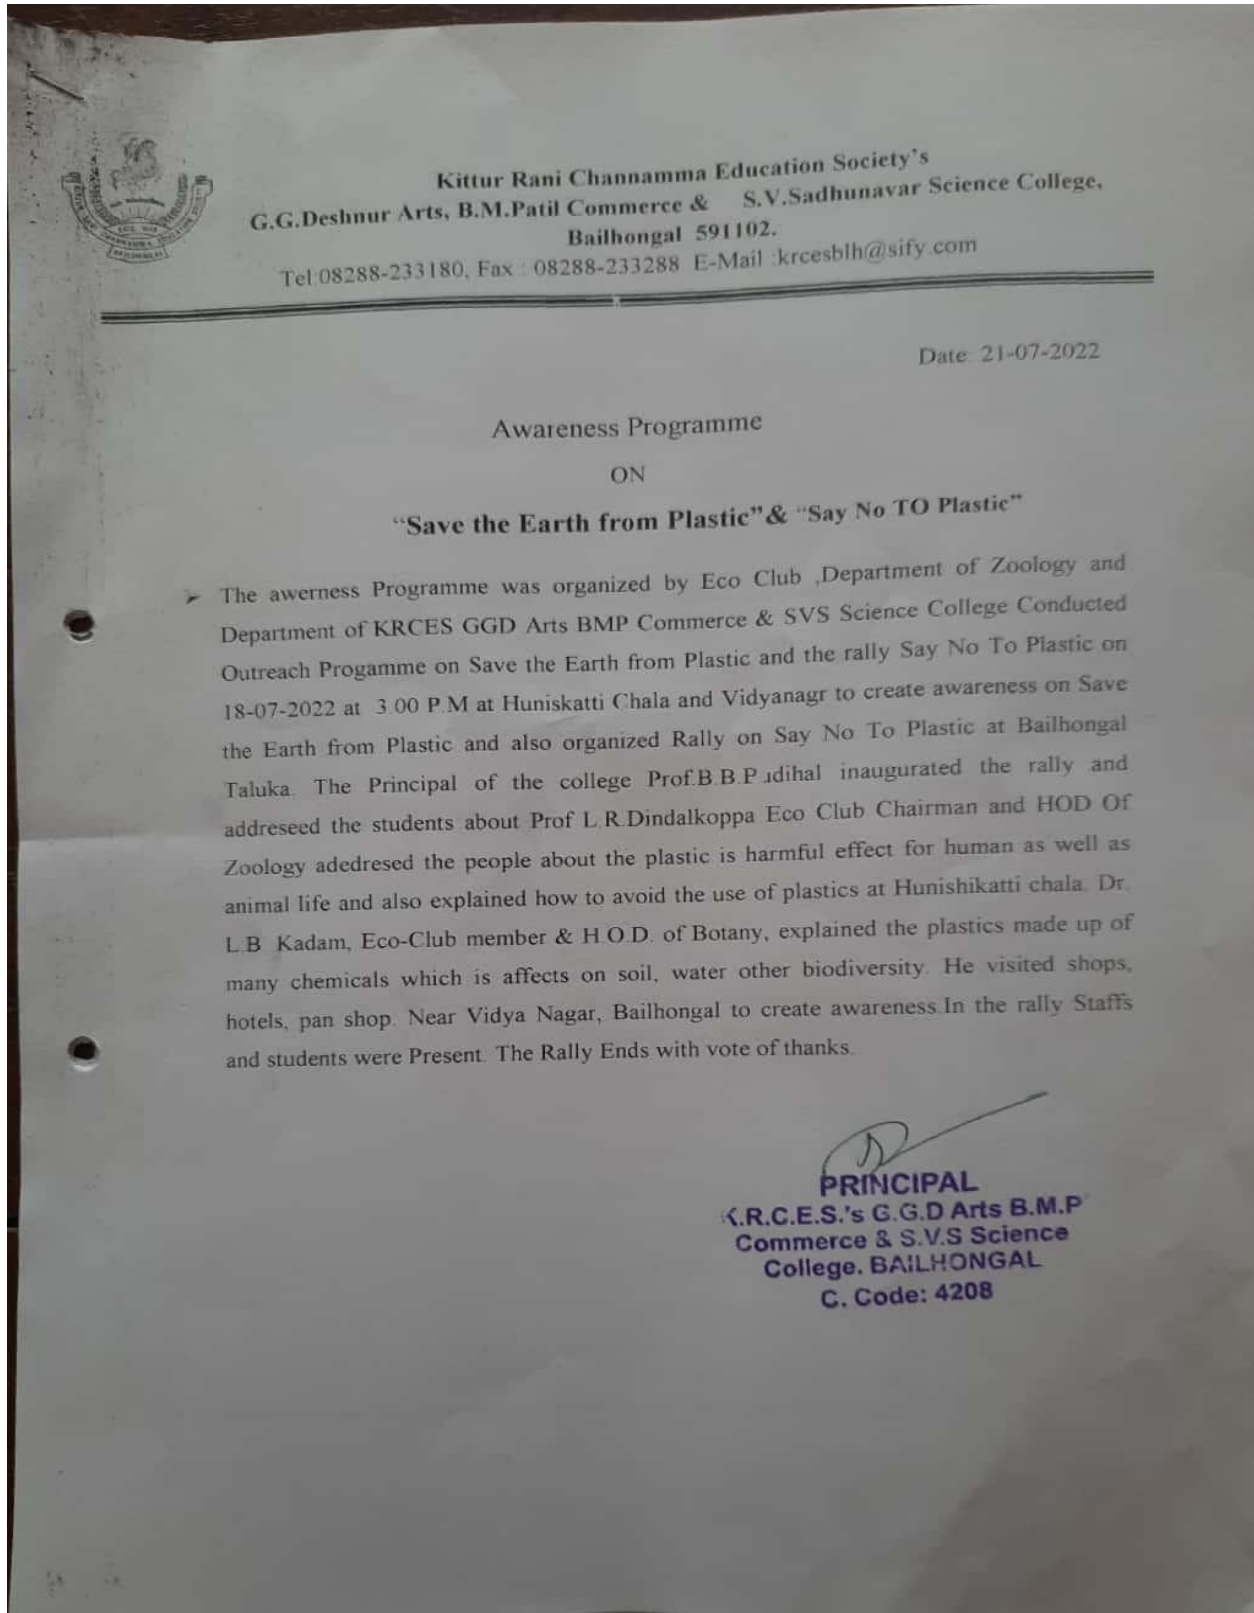 Kittur Rani Channamma Education Society's
G.G.Deshnur Arts, B.M.Patil Commerce & S.V.Sadhunavar Science College,
Bailhongal 591102.
Tel:08288-233180, Fax : 08288-233288 E-Mail :krcesblh@sify.com
Date: 21-07-2022
Awareness Programme
ON
"Save the Earth from Plastic"& "Say No TO Plastic"
➢ The awerness Programme was organized by Eco Club ,Department of Zoology and
Department of KRCES GGD Arts BMP Commerce & SVS Science College Conducted
Outreach Progamme on Save the Earth from Plastic and the rally Say No To Plastic on
18-07-2022 at 3.00 P.M at Huniskatti Chala and Vidyanagr to create awareness on Save
the Earth from Plastic and also organized Rally on Say No To Plastic at Bailhongal
Taluka. The Principal of the college Prof.B.B. inaugurated the rally and
addreseed the students about Prof L.R.Dindalkoppa Eco Club Chairman and HOD Of
Zoology adedresed the people about the plastic is harmful effect for human as well as
animal life and also explained how to avoid the use of plastics at Hunishikatti chala. Dr.
L.B Kadam, Eco-Club member & H.O.D. of Botany, explained the plastics made up of
many chemicals which is affects on soil, water other biodiversity. He visited shops,
hotels, pan shop. Near Vidya Nagar, Bailhongal to create awareness.In the rally Staffs
and students were Present. The Rally Ends with vote of thanks.
PRINCIPAL
K.R.C.E.S.'s G.G.D Arts B.M.P
Commerce & S.V.S Science
College. BAILHONGAL
C. Code: 4208